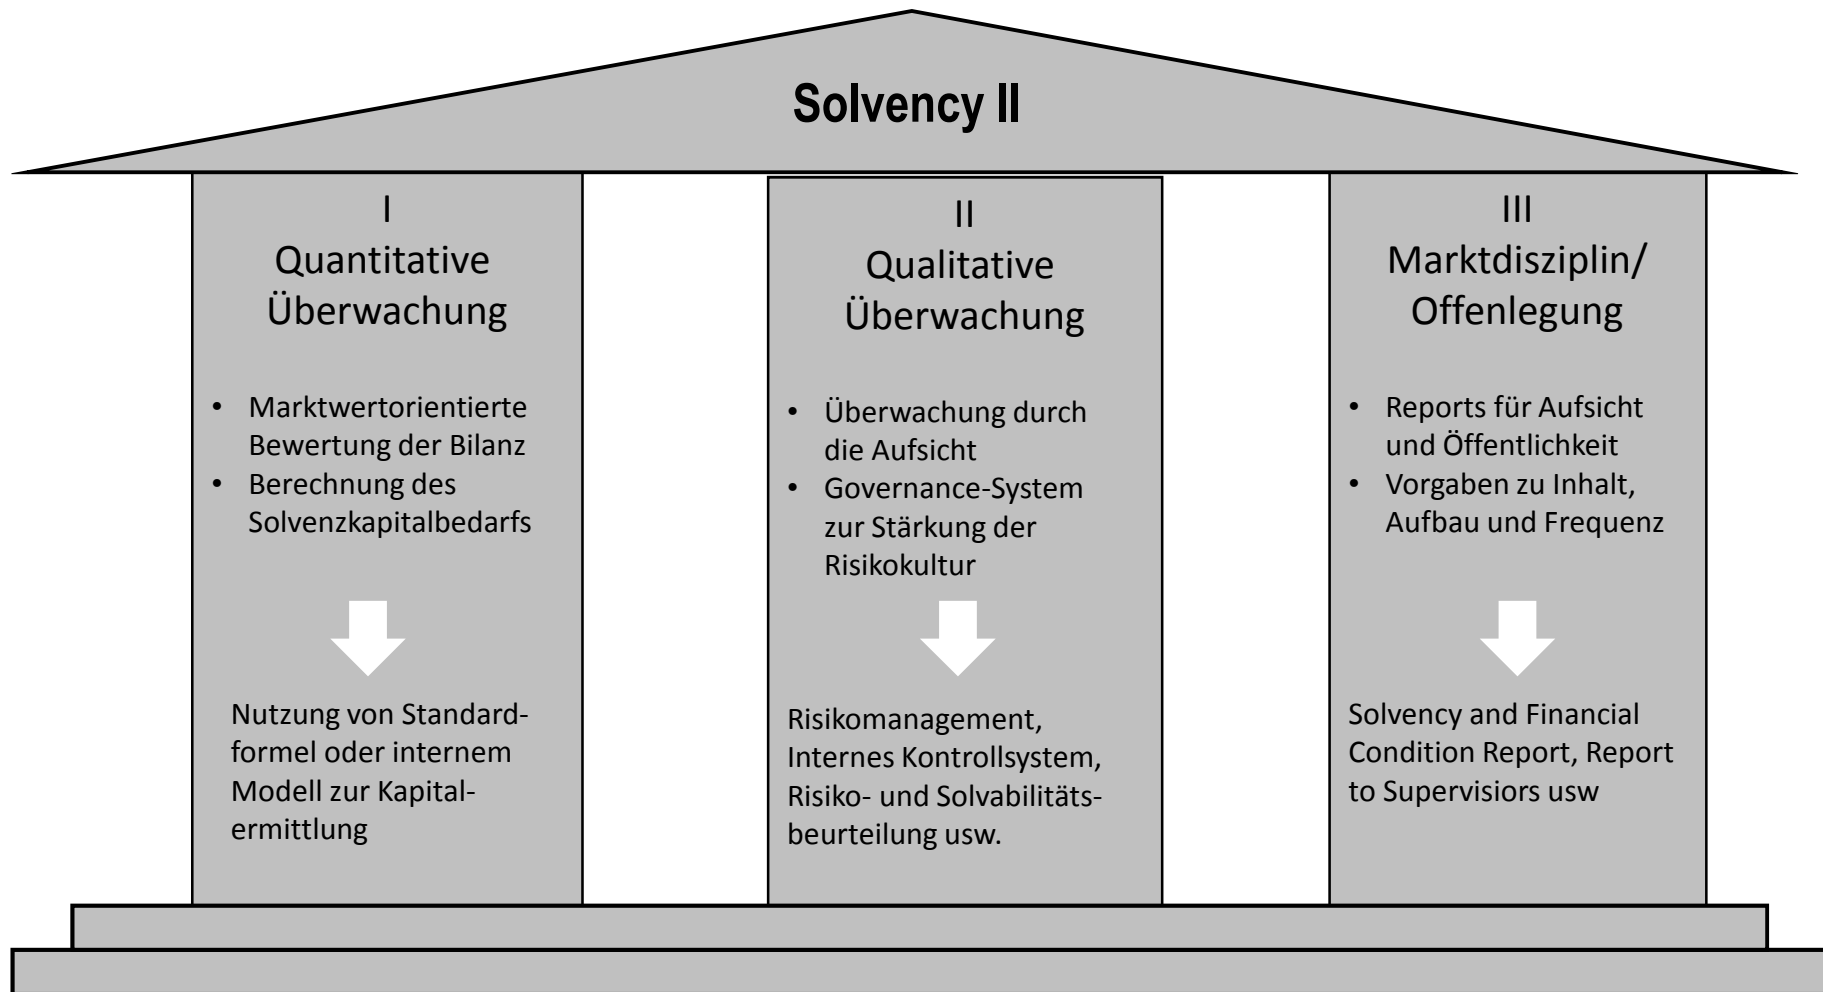 Solvency II
I
Quantitative
Überwachung
• Marktwertorientierte
Bewertung der Bilanz
• Berechnung des
Solvenzkapitalbedarfs
Nutzung von Standard-
formel oder internem
Modell zur Kapital-
ermittlung
II
Qualitative
Überwachung
• Überwachung durch
die Aufsicht
• Governance-System
zur Stärkung der
Risikokultur
Risikomanagement,
Internes Kontrollsystem,
Risiko- und Solvabilitäts-
beurteilung usw.
III
Marktdisziplin/
Offenlegung
• Reports für Aufsicht
und Öffentlichkeit
• Vorgaben zu Inhalt,
Aufbau und Frequenz
Solvency and Financial
Condition Report, Report
to Supervisiors usw